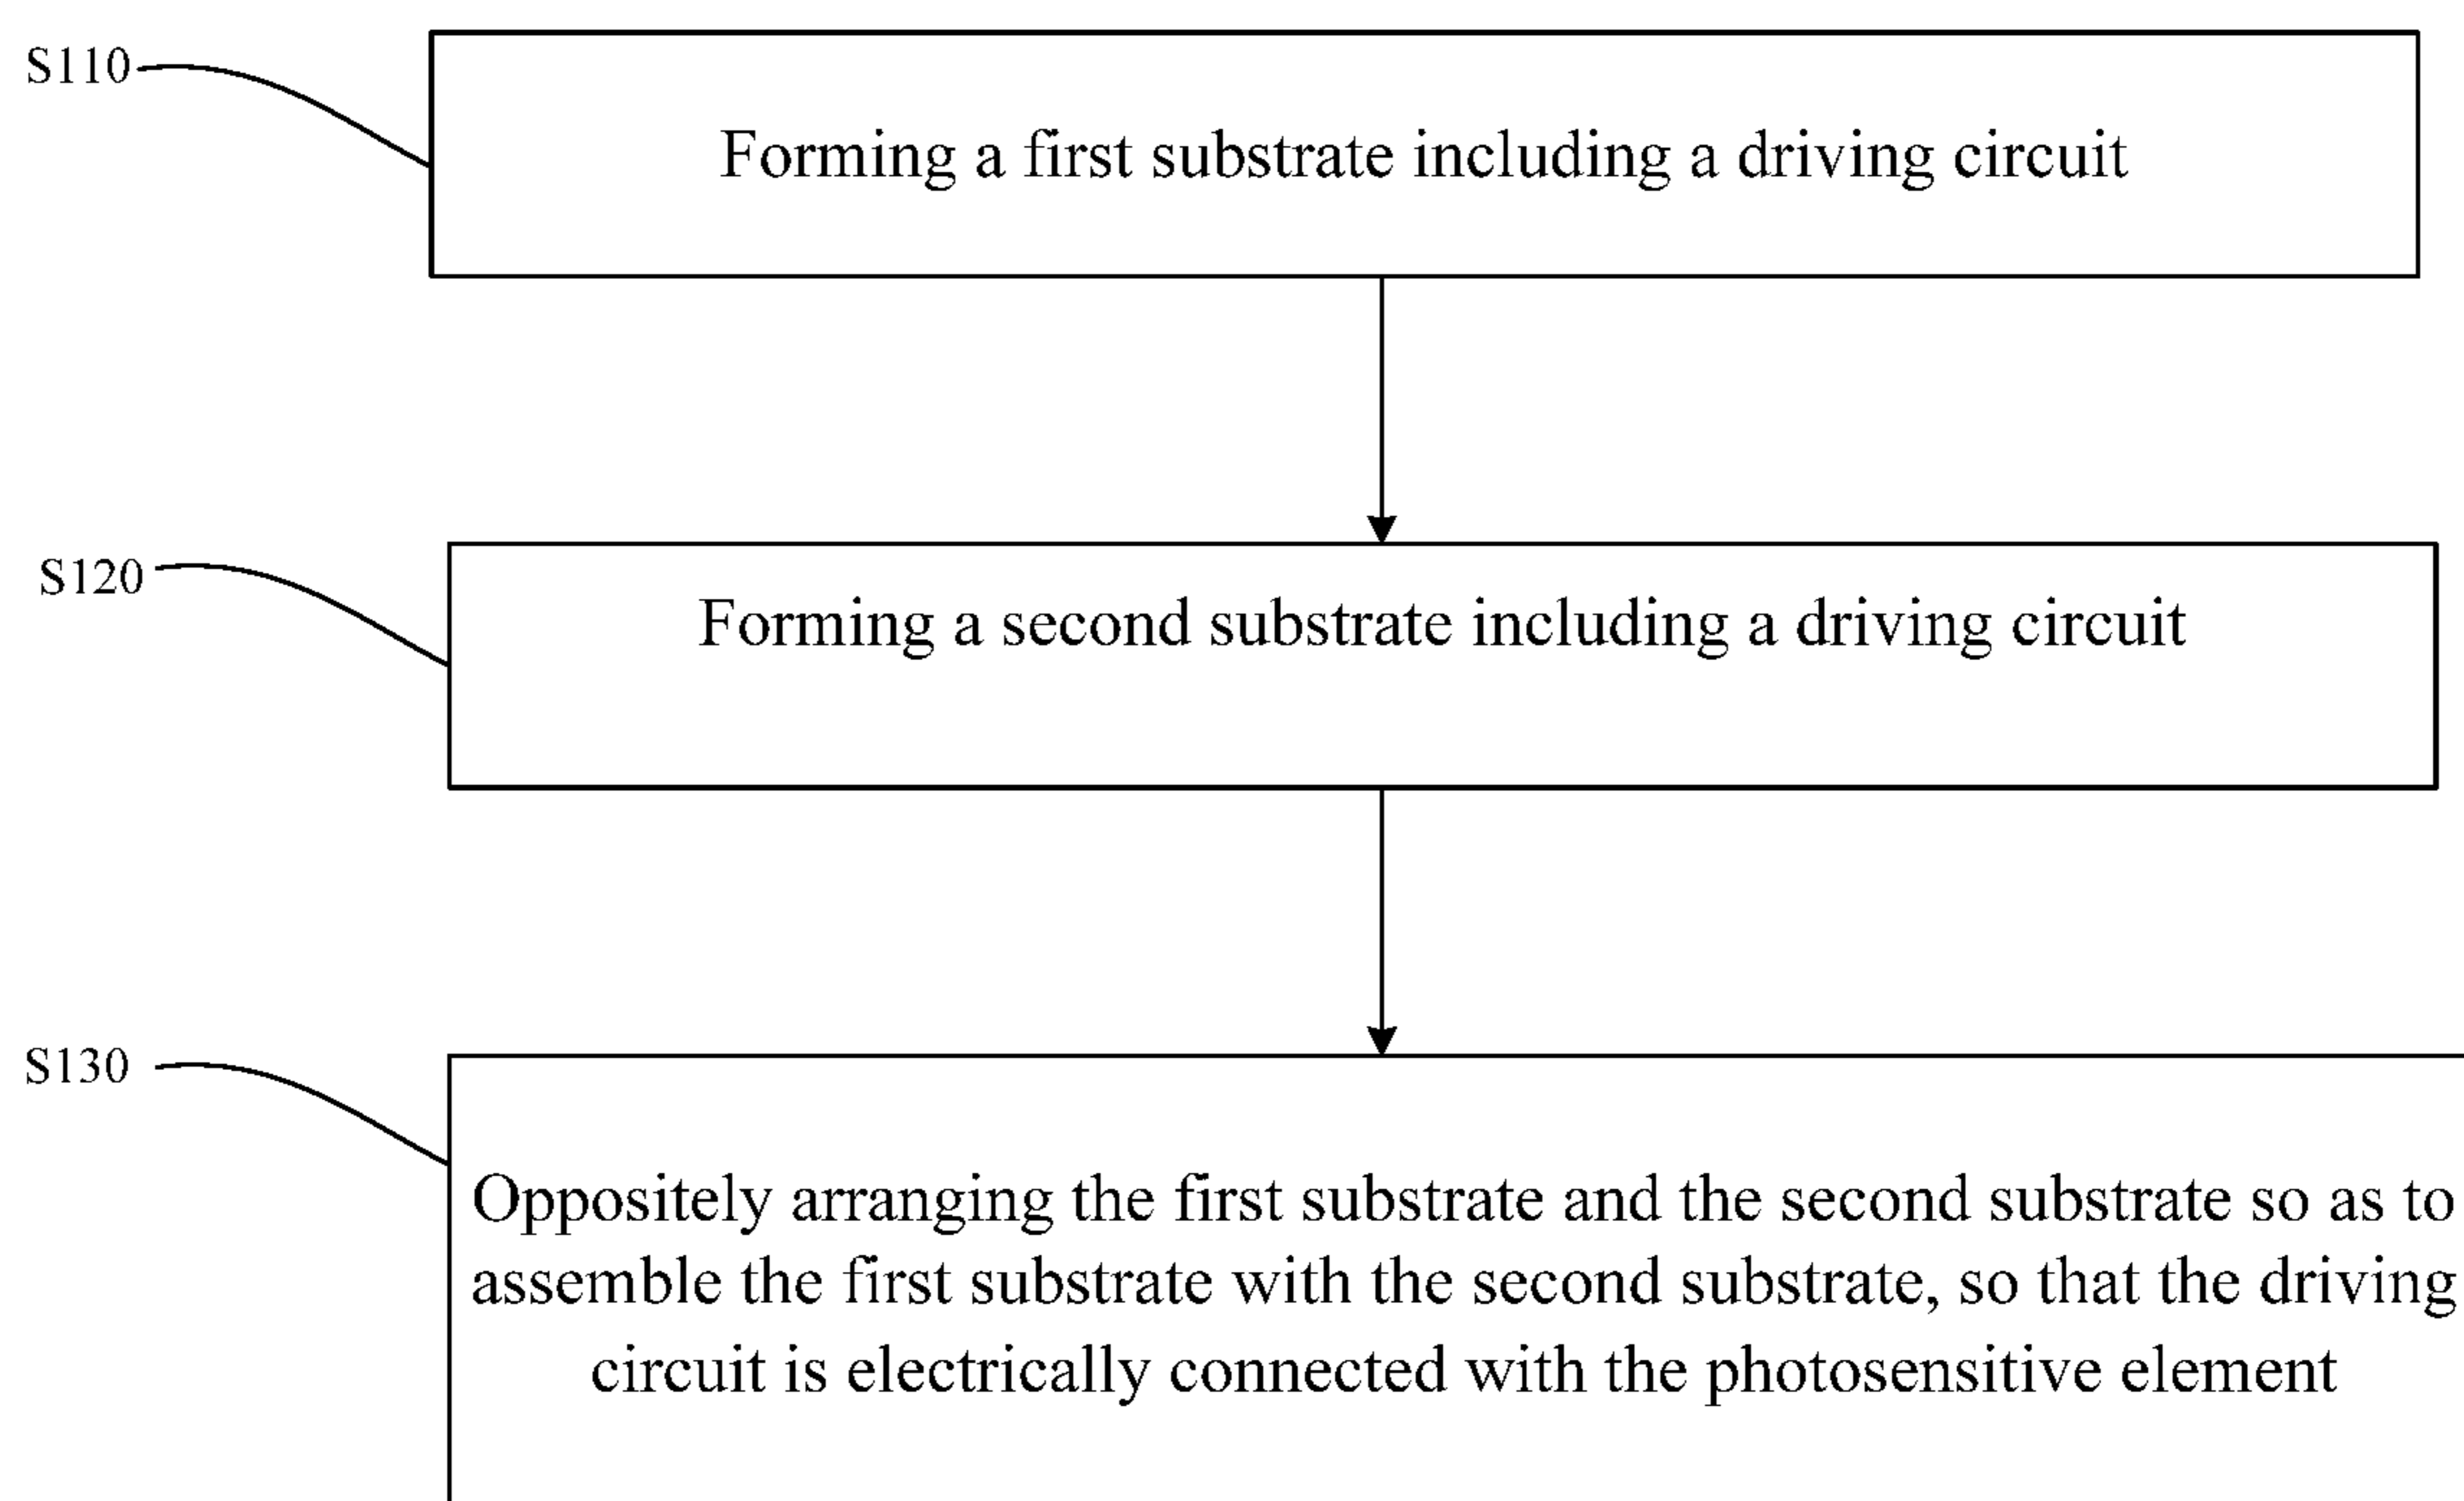 S110
Forming a first substrate including a driving circuit
S120
Forming a second substrate including a driving circuit
S130
Oppositely arranging the first substrate and the second substrate so as to
assemble the first substrate with the second substrate, so that the driving
circuit is electrically connected with the photosensitive element